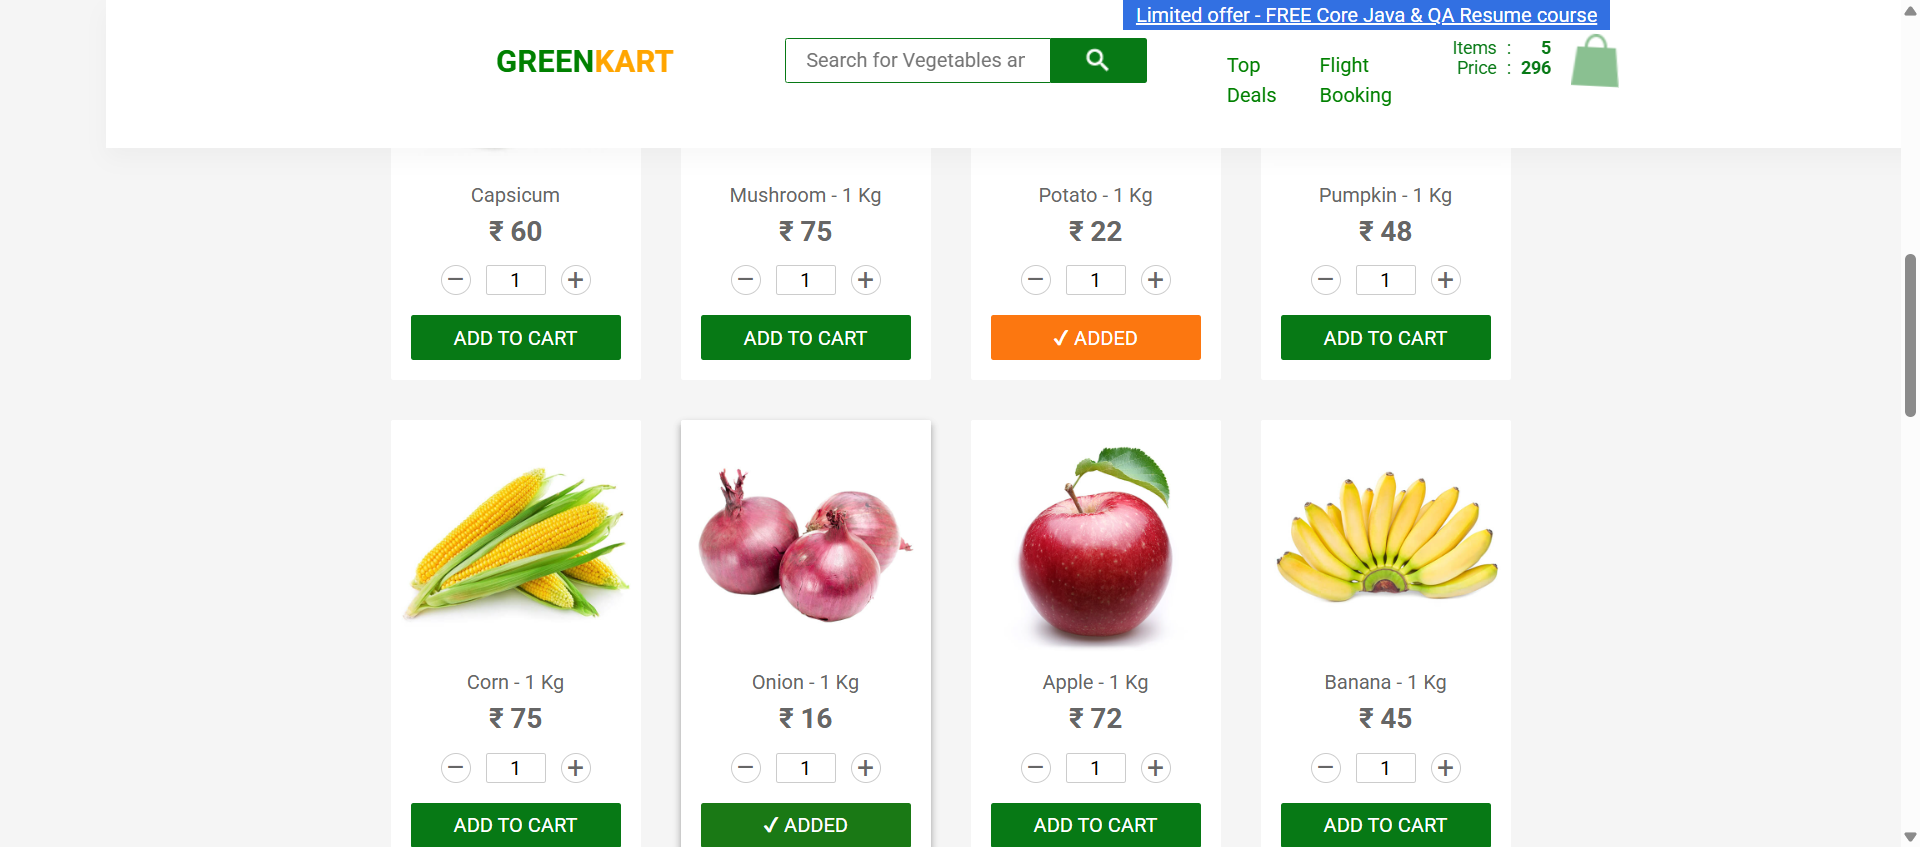 Limited offer - FREE Core Java & QA Resume course
GREENKART
Search for Vegetables ar
Top Deals
Flight Booking
Items : 5
Price : 296
Capsicum
₹ 60
− 1 +
ADD TO CART
Mushroom - 1 Kg
₹ 75
− 1 +
ADD TO CART
Potato - 1 Kg
₹ 22
− 1 +
✓ ADDED
Pumpkin - 1 Kg
₹ 48
− 1 +
ADD TO CART
Corn - 1 Kg
₹ 75
− 1 +
ADD TO CART
Onion - 1 Kg
₹ 16
− 1 +
✓ ADDED
Apple - 1 Kg
₹ 72
− 1 +
ADD TO CART
Banana - 1 Kg
₹ 45
− 1 +
ADD TO CART